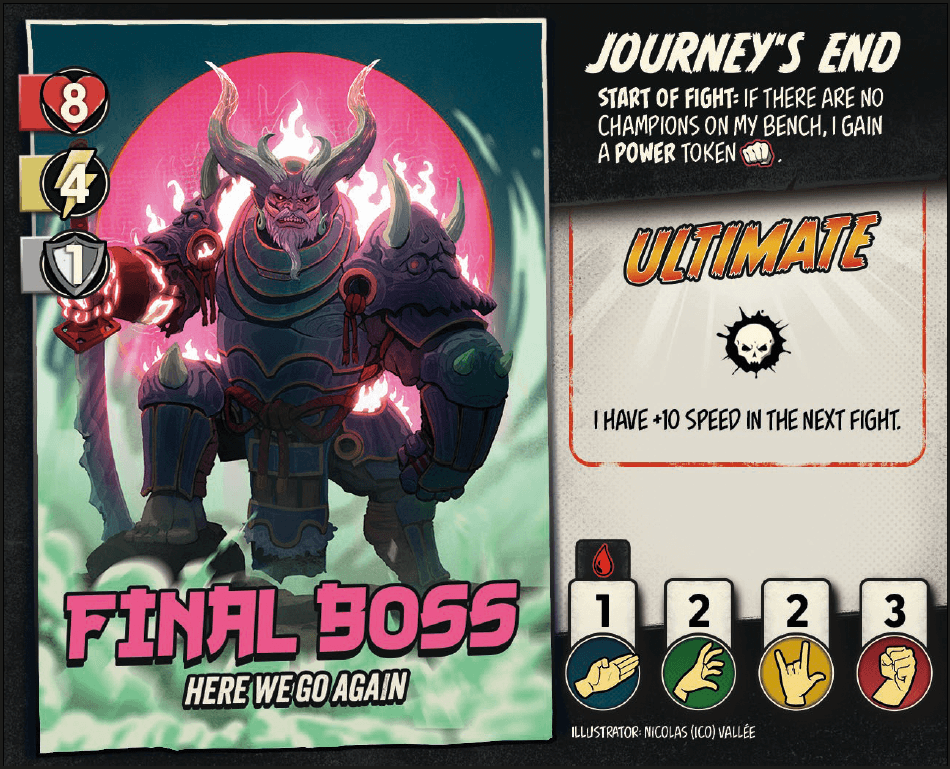 8
4
1
FINAL BOSS
HERE WE GO AGAIN
JOURNEY"S END
START OF FIGHT: IF THERE ARE NO
CHAMPIONS ON MY BENCH, I GAIN
A POWER TOKEN .
ULTIMATE
I HAVE +10 SPEED IN THE NEXT FIGHT.
1 2 2 3
ILLUSTRATOR: NICOLAS (ICO) VALLÉE